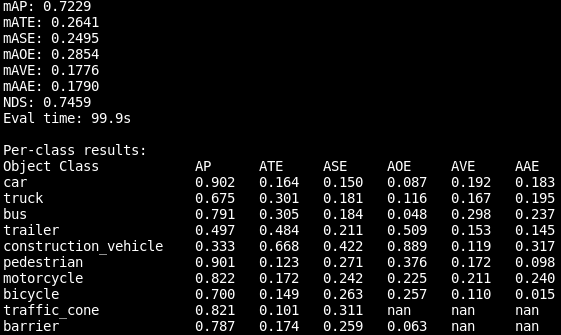 mAP: 0.7229
mATE: 0.2641
mASE: 0.2495
mAOE: 0.2854
mAVE: 0.1776
mAAE: 0.1790
NDS: 0.7459
Eval time: 99.9s
Per-class results:
Object Class AP ATE ASE AOE AVE AAE
car 0.902 0.164 0.150 0.087 0.192 0.183
truck 0.675 0.301 0.181 0.116 0.167 0.195
bus 0.791 0.305 0.184 0.048 0.298 0.237
trailer 0.497 0.484 0.211 0.509 0.153 0.145
construction_vehicle 0.333 0.668 0.422 0.889 0.119 0.317
pedestrian 0.901 0.123 0.271 0.376 0.172 0.098
motorcycle 0.822 0.172 0.242 0.225 0.211 0.240
bicycle 0.700 0.149 0.263 0.257 0.110 0.015
traffic_cone 0.821 0.101 0.311 nan nan nan
barrier 0.787 0.174 0.259 0.063 nan nan